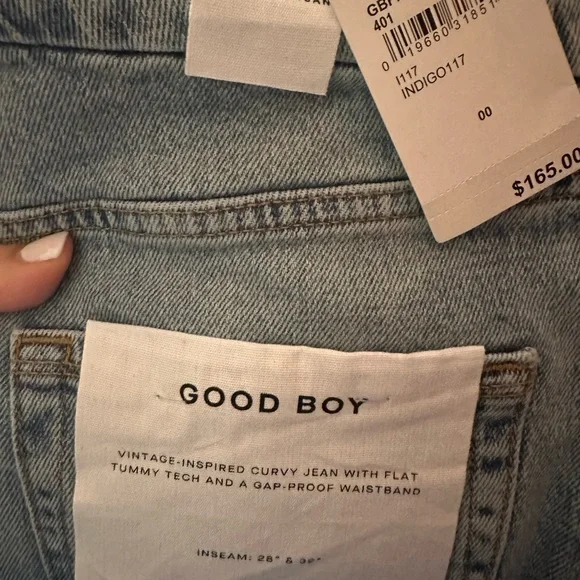 401
0 19660 31851
I117
INDIGO117
00
$165.00
GOOD BOY
VINTAGE-INSPIRED CURVY JEAN WITH FLAT
TUMMY TECH AND A GAP-PROOF WAISTBAND
INSEAM: 28" &